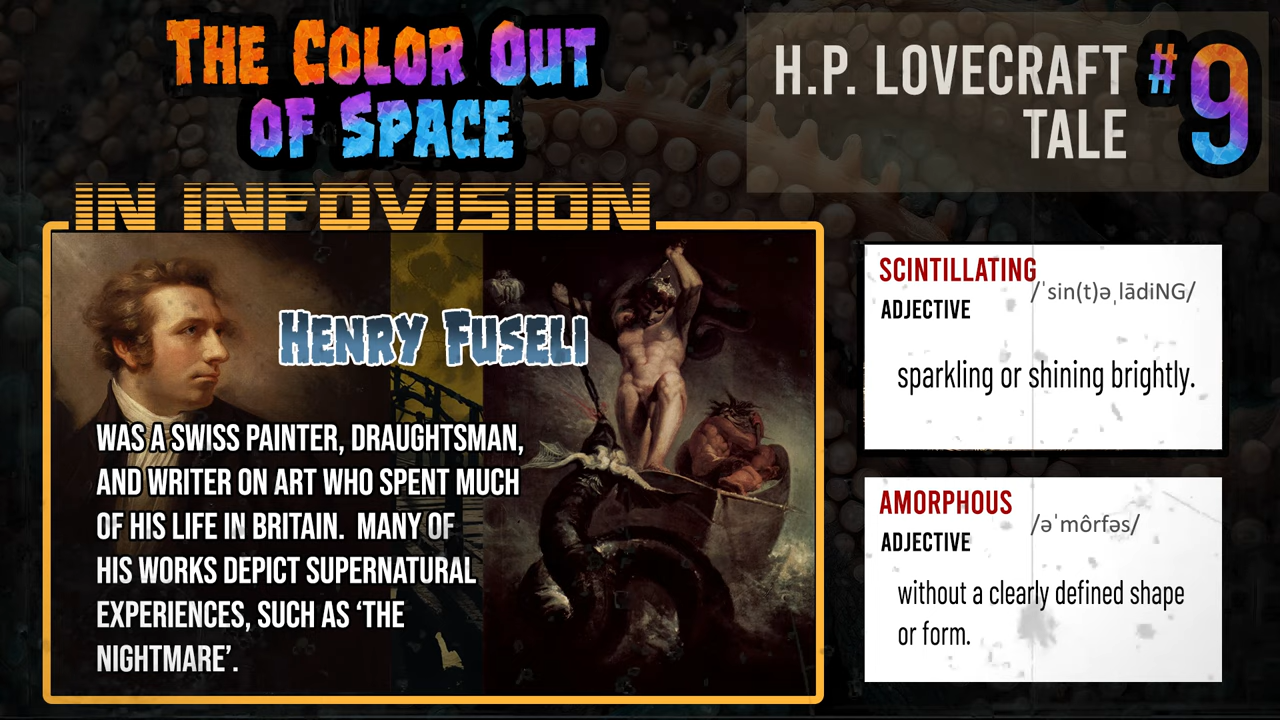 The Color Out
of Space
IN INFOVISION
H.P. LOVECRAFT #9
TALE
HENRY FUSELI
WAS A SWISS PAINTER, DRAUGHTSMAN,
AND WRITER ON ART WHO SPENT MUCH
OF HIS LIFE IN BRITAIN. MANY OF
HIS WORKS DEPICT SUPERNATURAL
EXPERIENCES, SUCH AS ‘THE
NIGHTMARE’.
SCINTILLATING
/ˈsin(t)əˌlādiNG/
ADJECTIVE
sparkling or shining brightly.
AMORPHOUS
/əˈmôrfəs/
ADJECTIVE
without a clearly defined shape
or form.